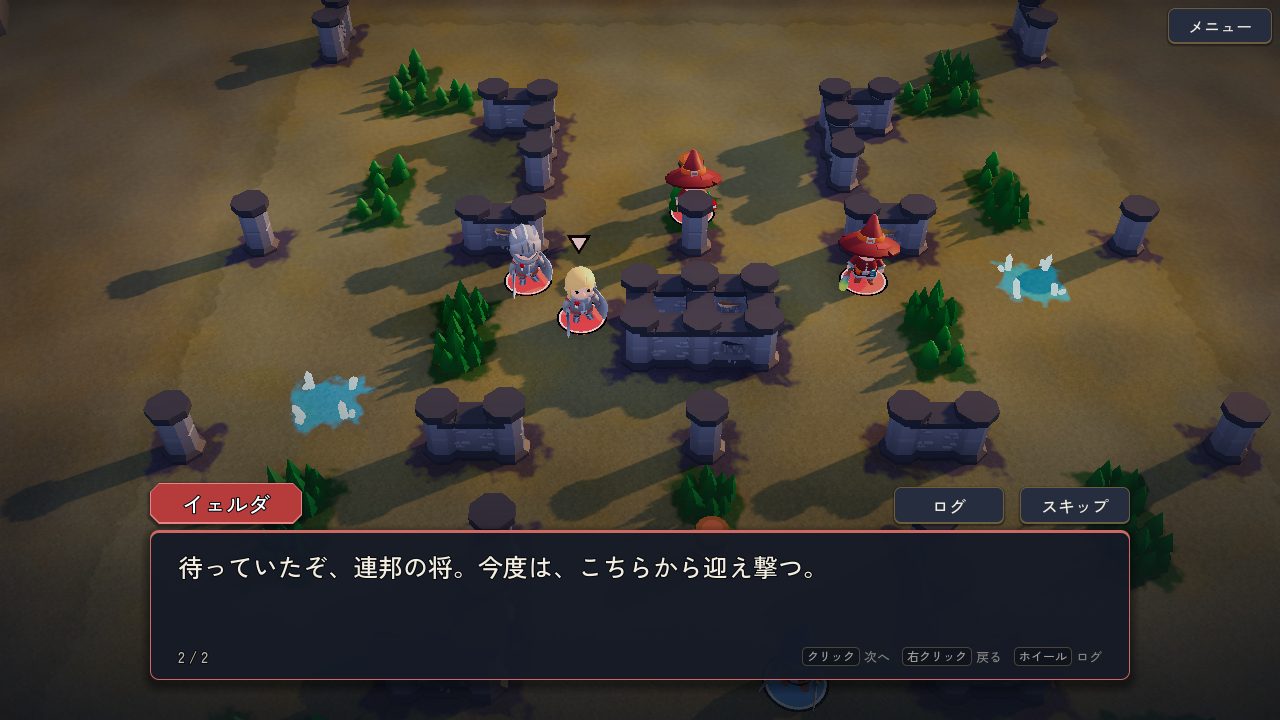 メニュー
イェルダ
ログ
スキップ
待っていたぞ、連邦の将。今度は、こちらから迎え撃つ。
2 / 2
クリック 次へ 右クリック 戻る ホイール ログ